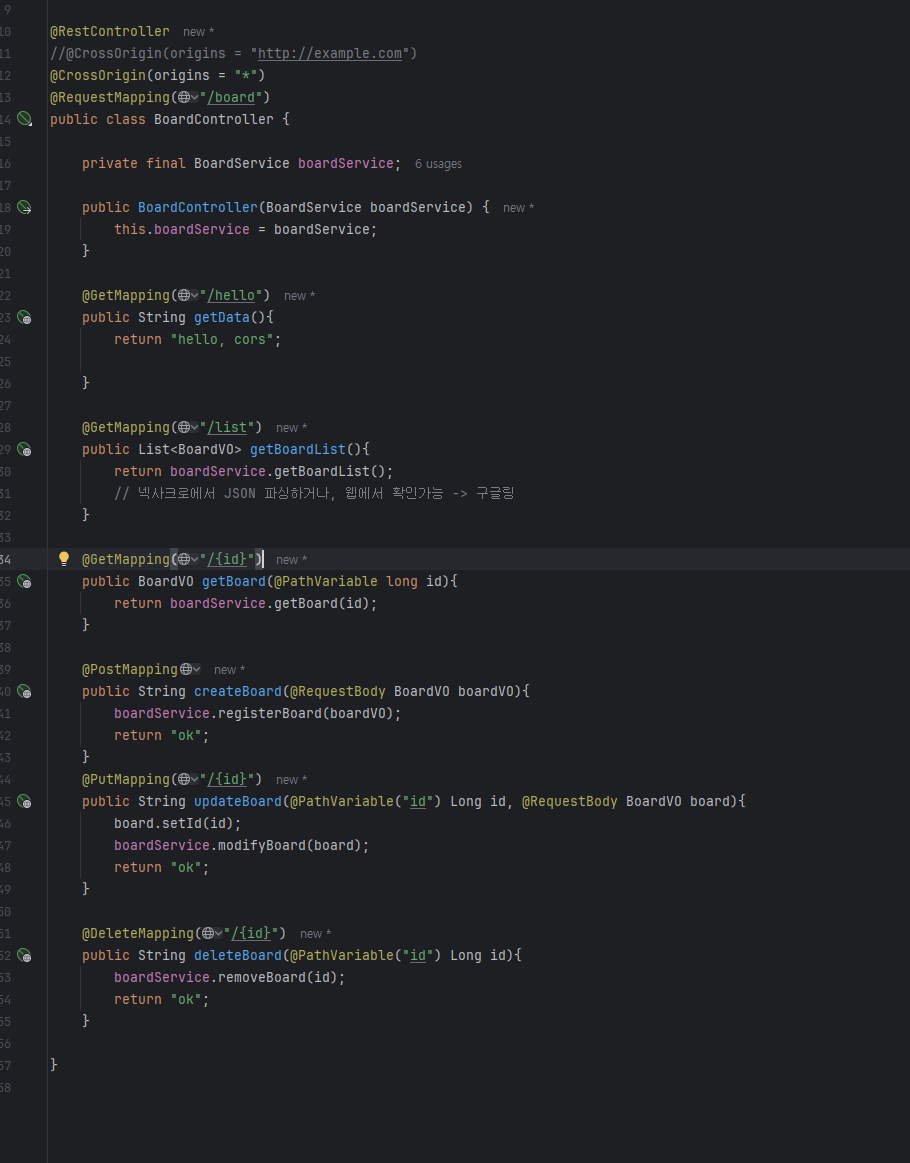 9
10 @RestController new *
11 //@CrossOrigin(origins = "http://example.com")
12 @CrossOrigin(origins = "*")
13 @RequestMapping("/board")
14 public class BoardController {
15
16 private final BoardService boardService; 6 usages
17
18 public BoardController(BoardService boardService) { new *
19 this.boardService = boardService;
20 }
21
22 @GetMapping("/hello") new *
23 public String getData(){
24 return "hello, cors";
25
26 }
27
28 @GetMapping("/list") new *
29 public List<BoardVO> getBoardList(){
30 return boardService.getBoardList();
31 // 넥사크로에서 JSON 파싱하거나, 웹에서 확인가능 -> 구글링
32 }
33
34 @GetMapping("/{id}") new *
35 public BoardVO getBoard(@PathVariable long id){
36 return boardService.getBoard(id);
37 }
38
39 @PostMapping new *
40 public String createBoard(@RequestBody BoardVO boardVO){
41 boardService.registerBoard(boardVO);
42 return "ok";
43 }
44 @PutMapping("/{id}") new *
45 public String updateBoard(@PathVariable("id") Long id, @RequestBody BoardVO board){
46 board.setId(id);
47 boardService.modifyBoard(board);
48 return "ok";
49 }
50
51 @DeleteMapping("/{id}") new *
52 public String deleteBoard(@PathVariable("id") Long id){
53 boardService.removeBoard(id);
54 return "ok";
55 }
56
57 }
58